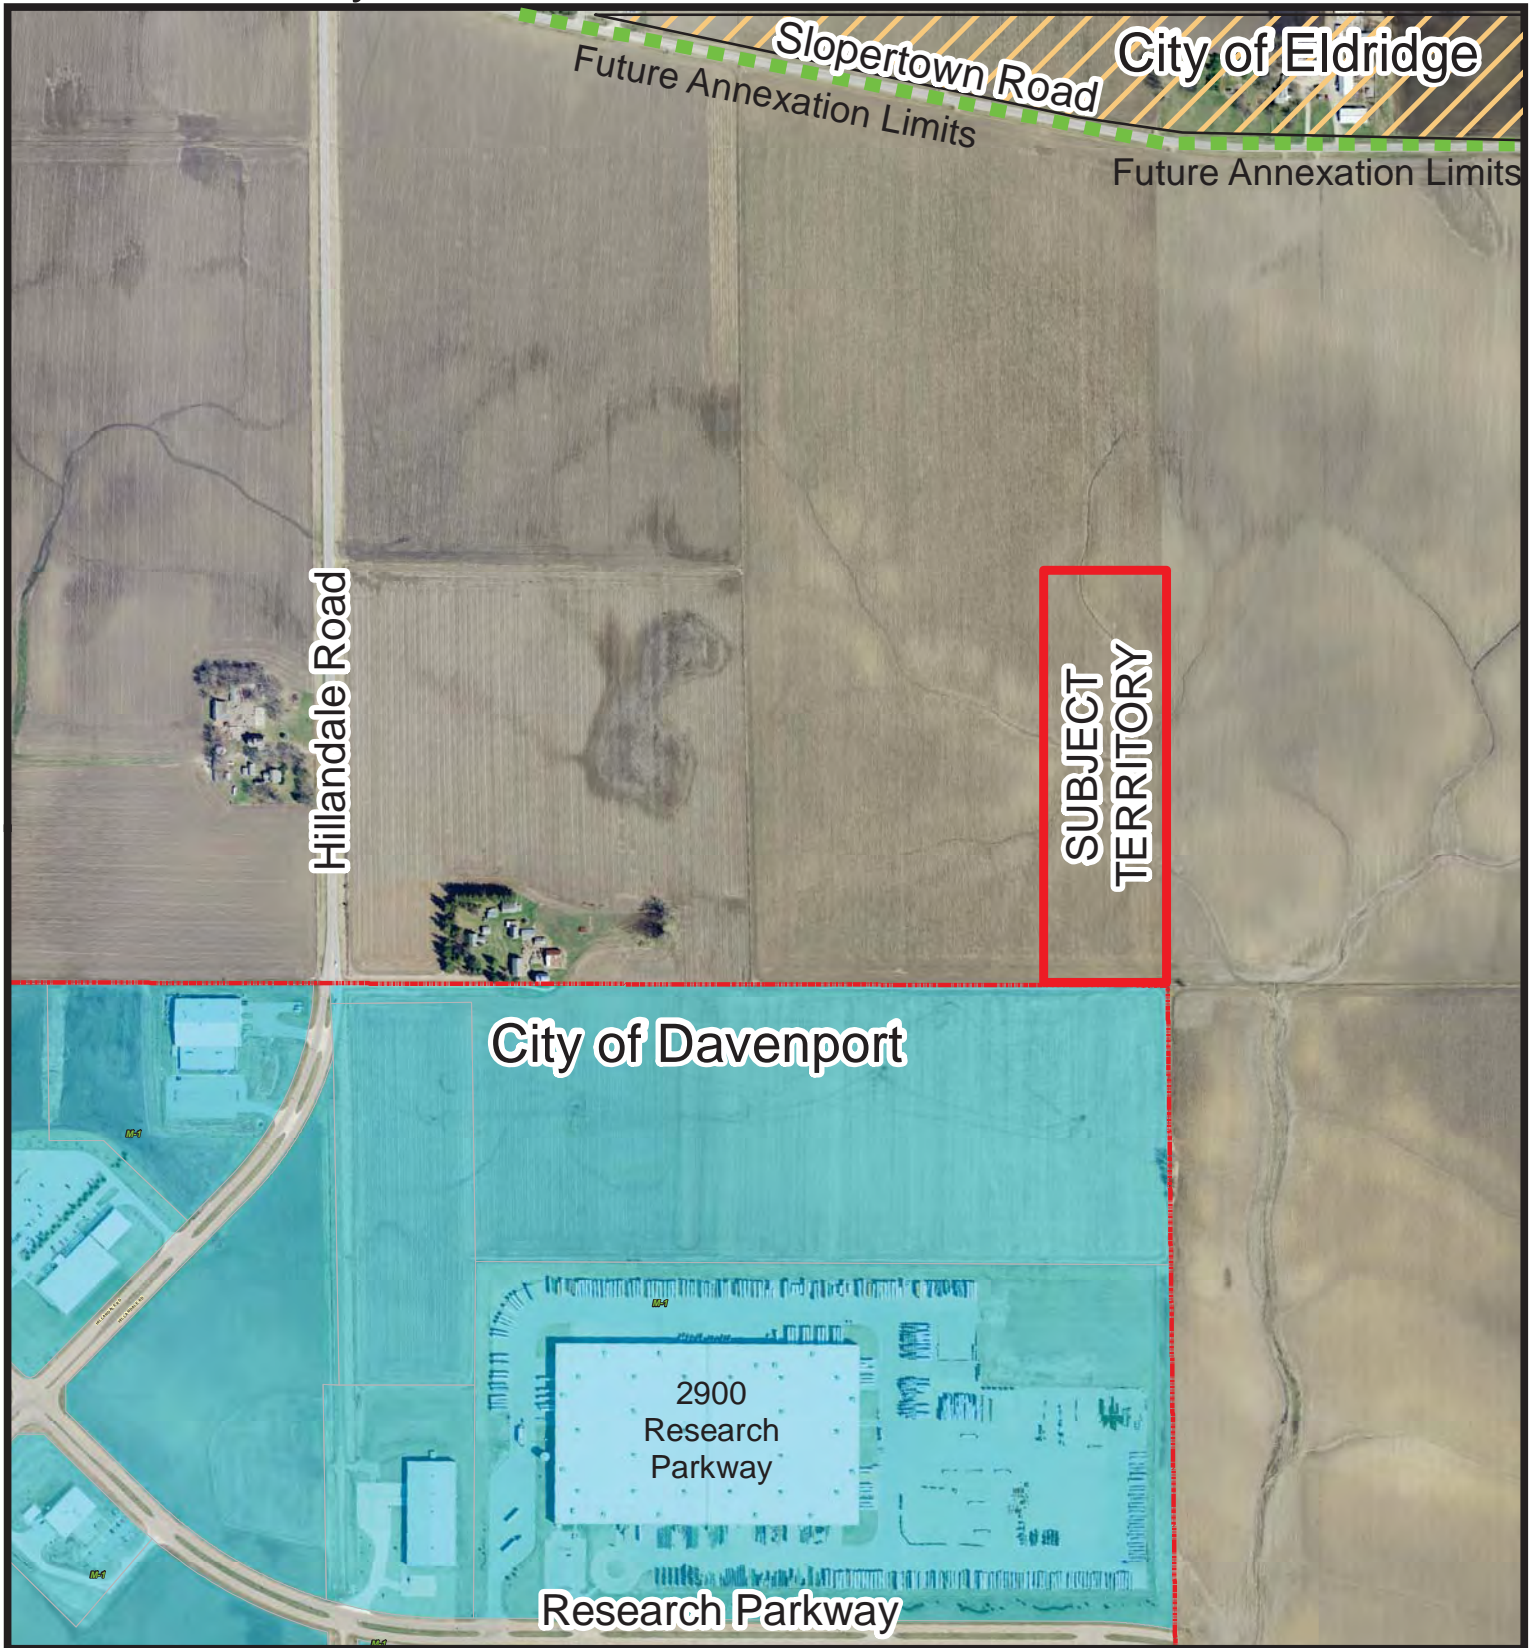 Slopertown Road
City of Eldridge
Future Annexation Limits
Future Annexation Limits
Hillandale Road
SUBJECT
TERRITORY
City of Davenport
M-1
M-1
2900
Research
Parkway
M-1
Research Parkway
M-1